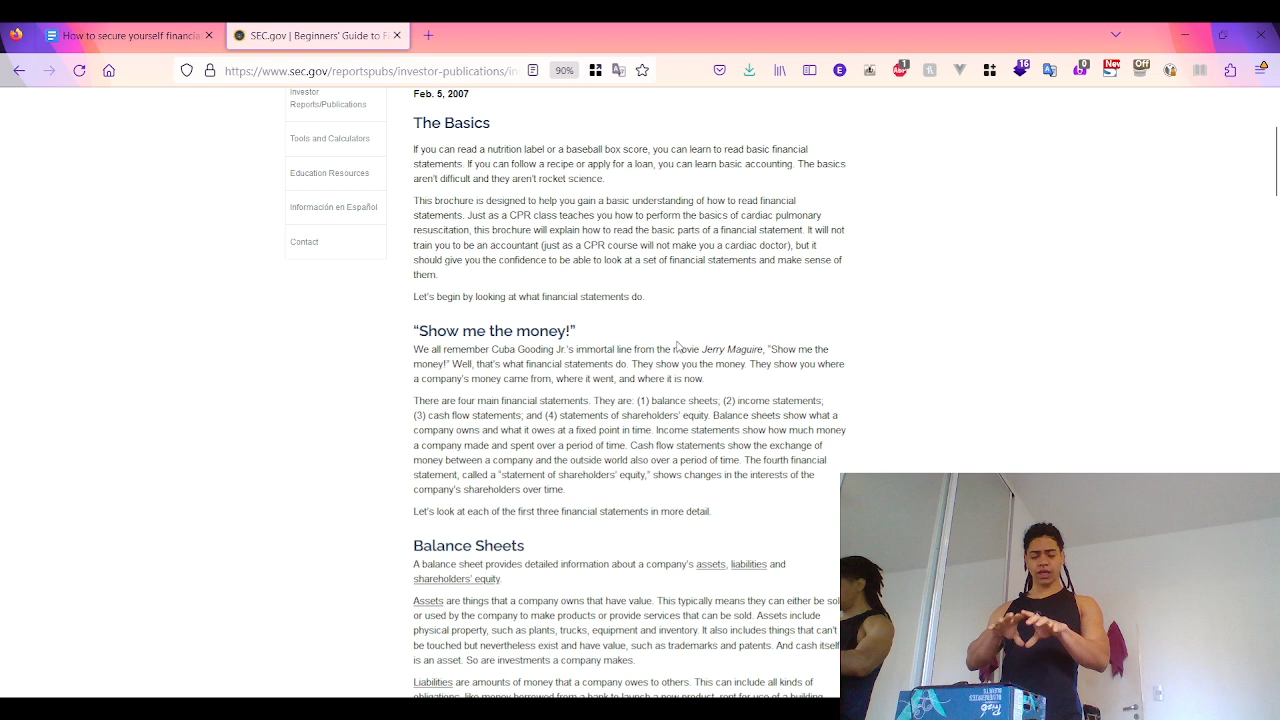 How to secure yourself financia
SEC.gov | Beginners' Guide to Fi
https://www.sec.gov/reportspubs/investor-publications/in
90%
1
16
0
New
Off
Investor
Reports/Publications
Tools and Calculators
Education Resources
Información en Español
Contact
Feb. 5, 2007
The Basics
If you can read a nutrition label or a baseball box score, you can learn to read basic financial
statements. If you can follow a recipe or apply for a loan, you can learn basic accounting. The basics
aren't difficult and they aren't rocket science.
This brochure is designed to help you gain a basic understanding of how to read financial
statements. Just as a CPR class teaches you how to perform the basics of cardiac pulmonary
resuscitation, this brochure will explain how to read the basic parts of a financial statement. It will not
train you to be an accountant (just as a CPR course will not make you a cardiac doctor), but it
should give you the confidence to be able to look at a set of financial statements and make sense of
them.
Let's begin by looking at what financial statements do.
“Show me the money!”
We all remember Cuba Gooding Jr.'s immortal line from the movie Jerry Maguire, “Show me the
money!” Well, that's what financial statements do. They show you the money. They show you where
a company's money came from, where it went, and where it is now.
There are four main financial statements. They are: (1) balance sheets; (2) income statements;
(3) cash flow statements; and (4) statements of shareholders' equity. Balance sheets show what a
company owns and what it owes at a fixed point in time. Income statements show how much money
a company made and spent over a period of time. Cash flow statements show the exchange of
money between a company and the outside world also over a period of time. The fourth financial
statement, called a “statement of shareholders' equity,” shows changes in the interests of the
company's shareholders over time.
Let's look at each of the first three financial statements in more detail.
Balance Sheets
A balance sheet provides detailed information about a company's assets, liabilities and
shareholders' equity.
Assets are things that a company owns that have value. This typically means they can either be sol
or used by the company to make products or provide services that can be sold. Assets include
physical property, such as plants, trucks, equipment and inventory. It also includes things that can't
be touched but nevertheless exist and have value, such as trademarks and patents. And cash itself
is an asset. So are investments a company makes.
Liabilities are amounts of money that a company owes to others. This can include all kinds of
obligations, like money borrowed from a bank to launch a new product, rent for use of a building,